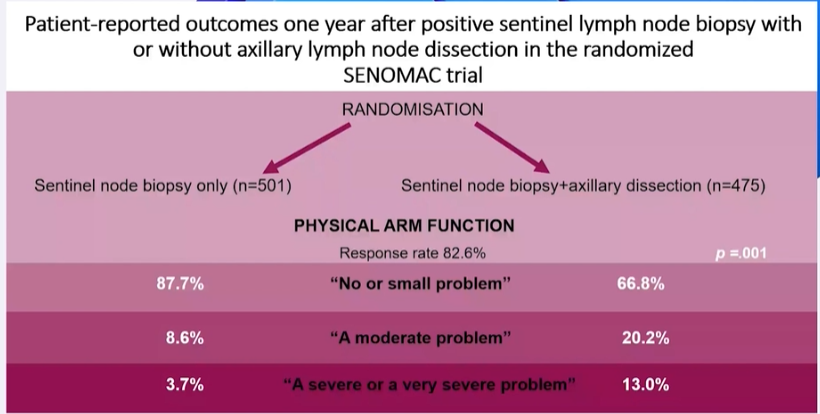 Patient-reported outcomes one year after positive sentinel lymph node biopsy with
or without axillary lymph node dissection in the randomized
SENOMAC trial
RANDOMISATION
Sentinel node biopsy only (n=501) Sentinel node biopsy+axillary dissection (n=475)
PHYSICAL ARM FUNCTION
Response rate 82.6% p =.001
87.7% “No or small problem” 66.8%
8.6% “A moderate problem” 20.2%
3.7% “A severe or a very severe problem” 13.0%